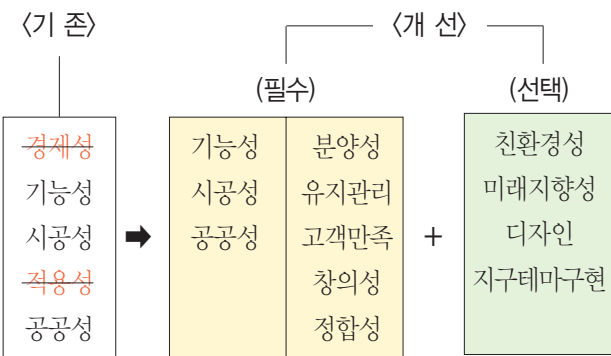 〈기 존〉
〈개 선〉
(필수)
(선택)
경재성
기능성
시공성
적용성
공공성
➡
기능성
시공성
공공성
분양성
유지관리
고객만족
창의성
정합성
+
친환경성
미래지향성
디자인
지구테마구현